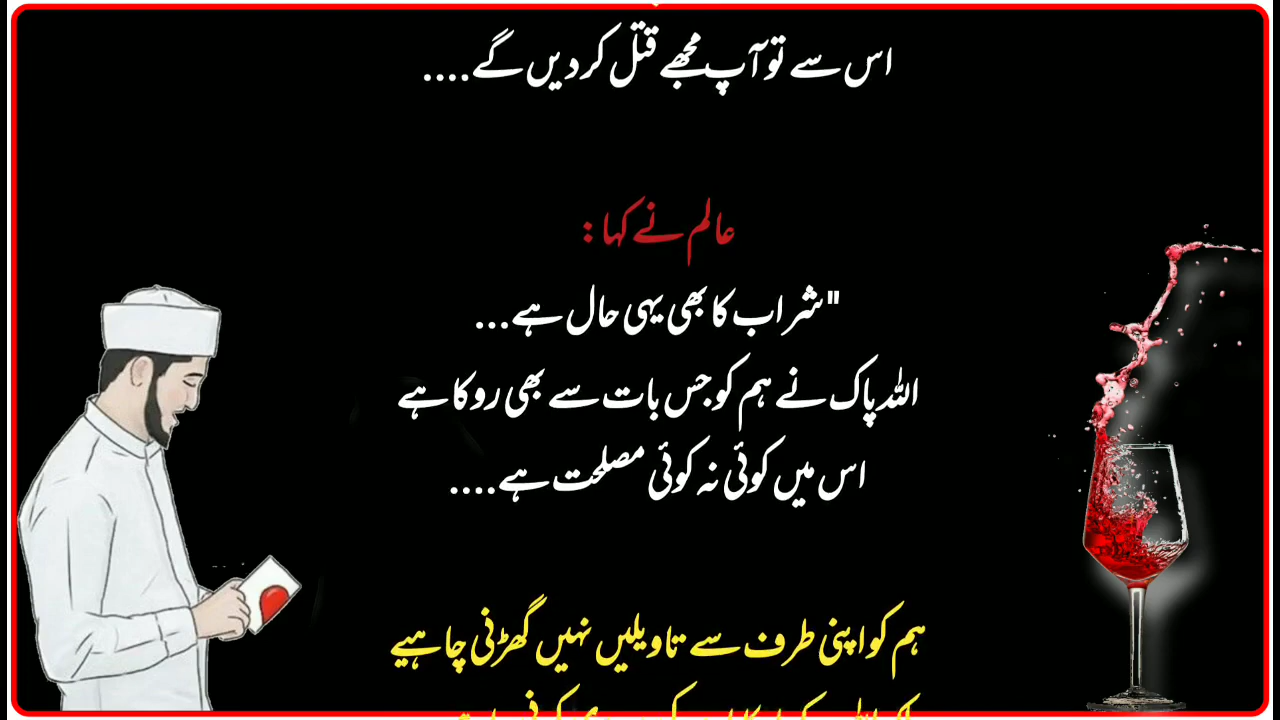 اس سے تو آپ مجھے قتل کر دیں گے....
عالم نے کہا :
"شراب کا بھی یہی حال ہے...
اللہ پاک نے ہم کو جس بات سے بھی روکا ہے
اس میں کوئی نہ کوئی مصلحت ہے....
ہم کو اپنی طرف سے تاویلیں نہیں گھڑنی چاہیے